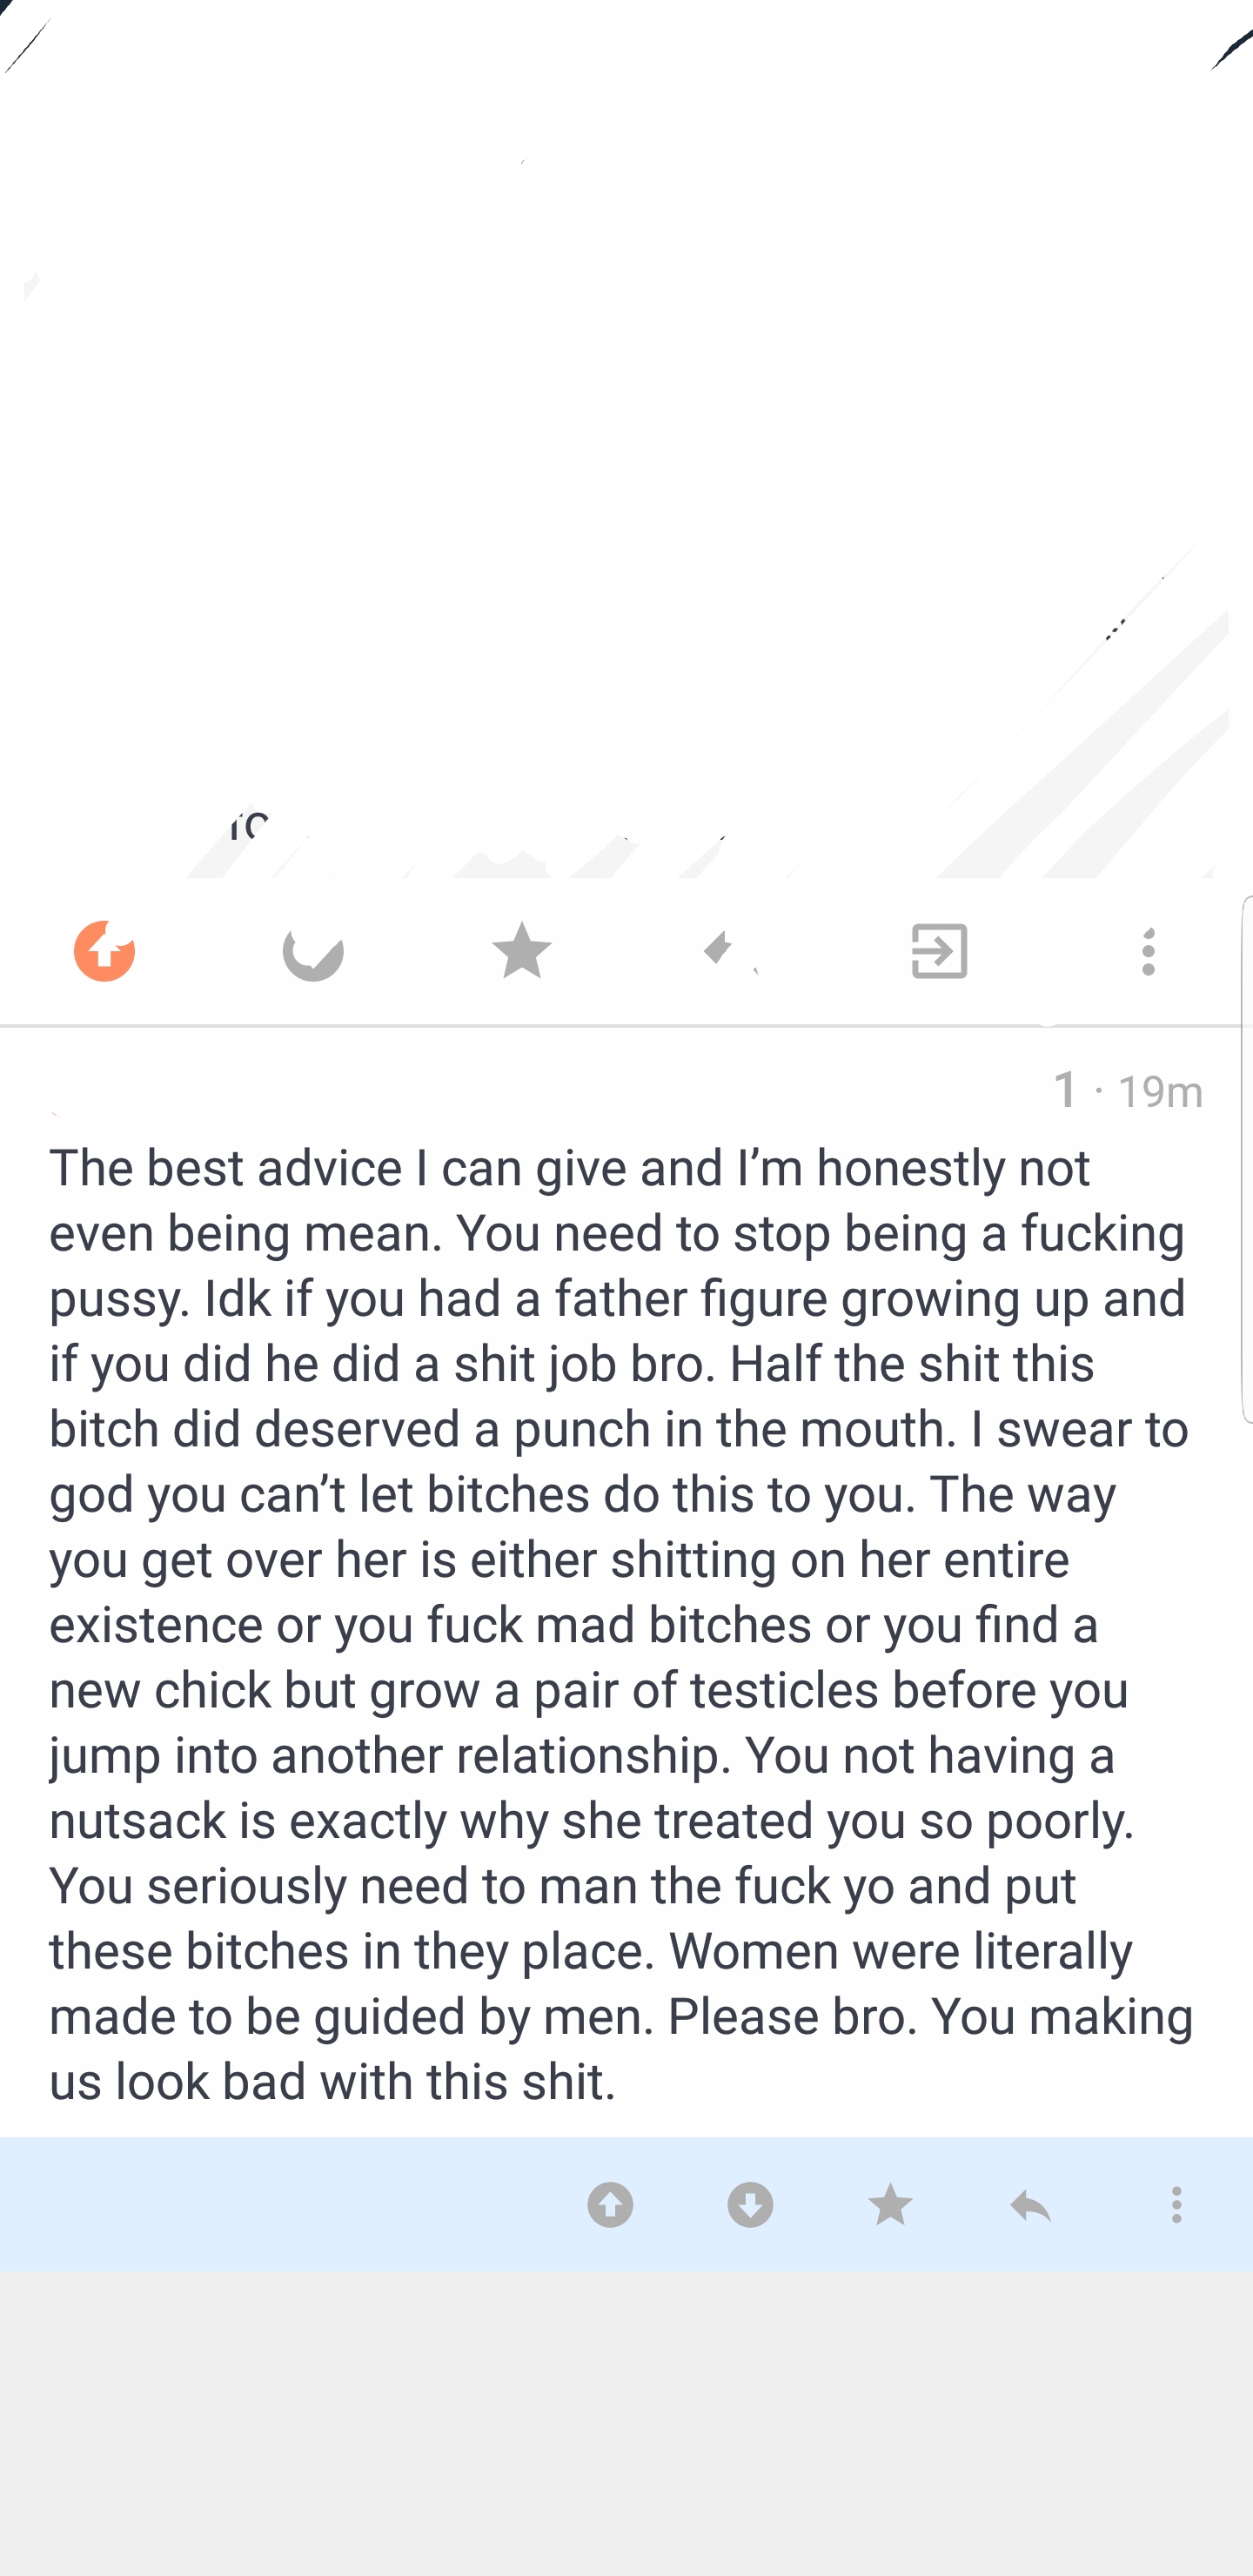 1 · 19m
The best advice I can give and I’m honestly not
even being mean. You need to stop being a fucking
pussy. Idk if you had a father figure growing up and
if you did he did a shit job bro. Half the shit this
bitch did deserved a punch in the mouth. I swear to
god you can’t let bitches do this to you. The way
you get over her is either shitting on her entire
existence or you fuck mad bitches or you find a
new chick but grow a pair of testicles before you
jump into another relationship. You not having a
nutsack is exactly why she treated you so poorly.
You seriously need to man the fuck yo and put
these bitches in they place. Women were literally
made to be guided by men. Please bro. You making
us look bad with this shit.